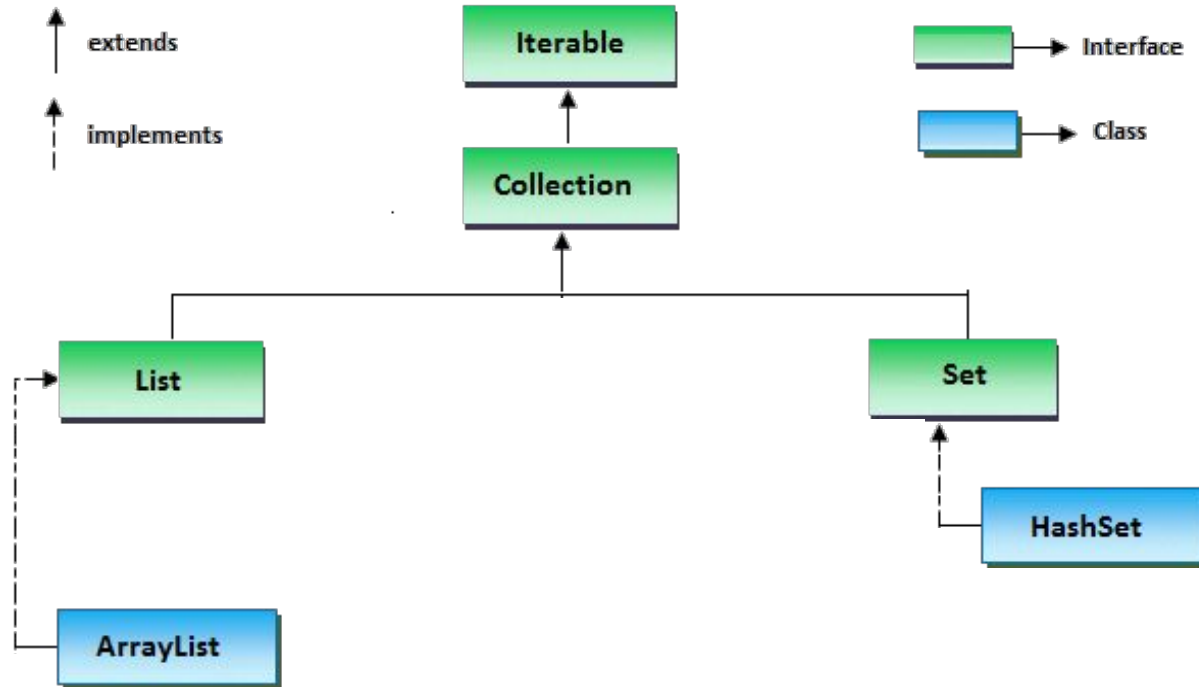 extends
implements
Iterable
Interface
Class
Collection
List
Set
HashSet
ArrayList